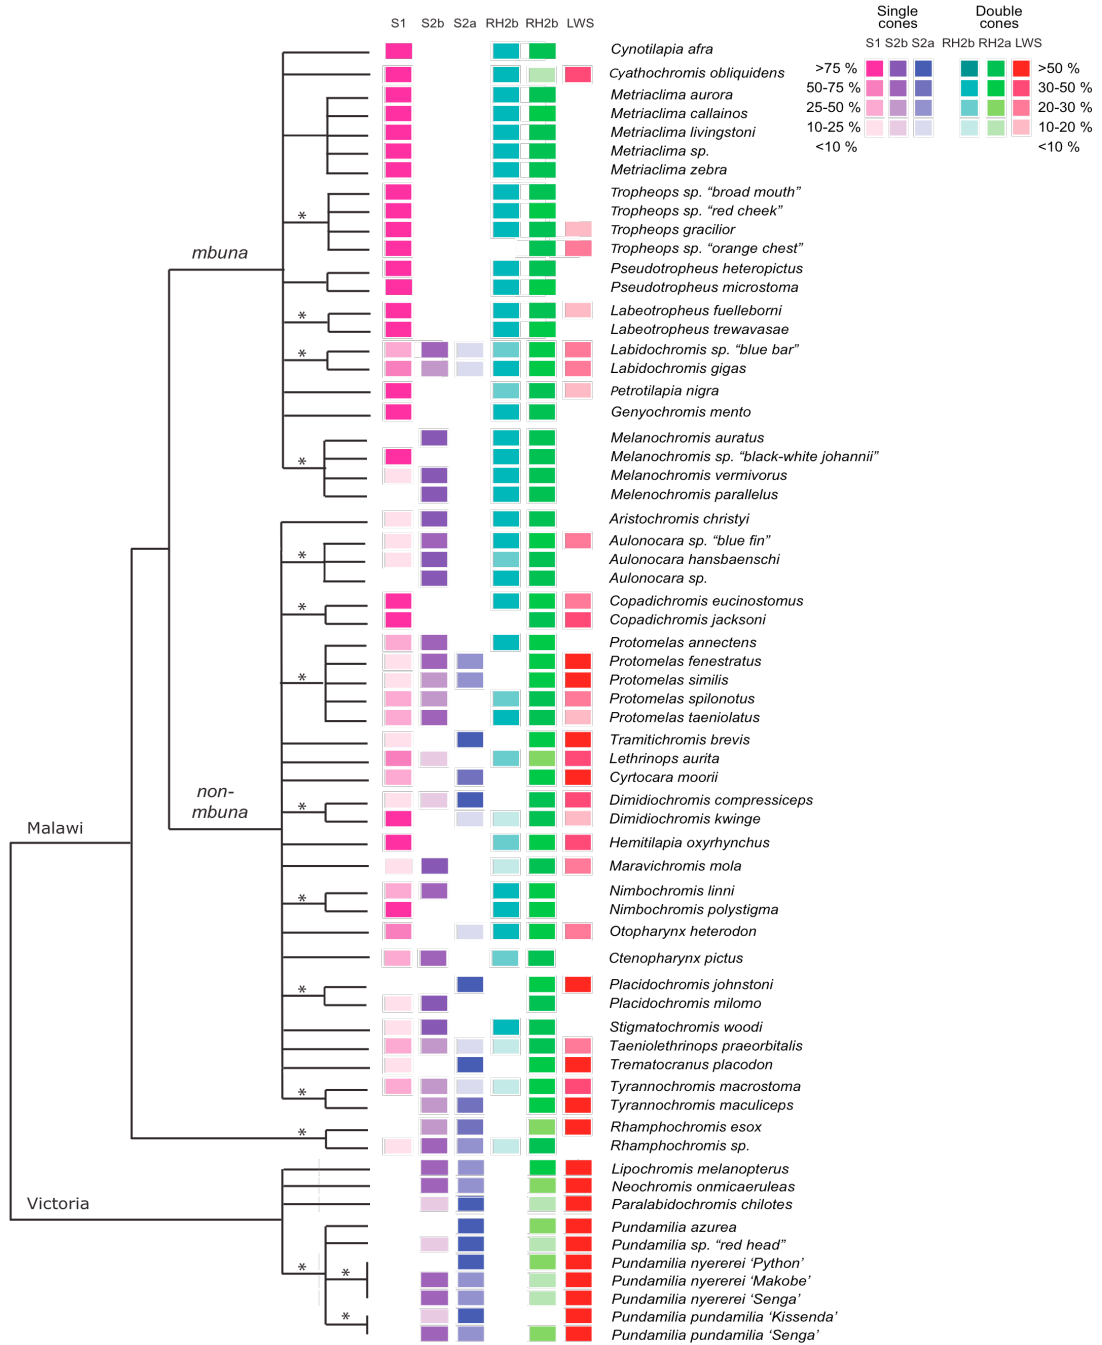 Single Double
cones cones
S1 S2b S2a RH2b RH2b LWS
S1 S2b S2a RH2b RH2a LWS
>75 % >50 %
50-75 % 30-50 %
25-50 % 20-30 %
10-25 % 10-20 %
<10 % <10 %
Cynotilapia afra
Cyathochromis obliquidens
Metriaclima aurora
Metriaclima callainos
Metriaclima livingstoni
Metriaclima sp.
Metriaclima zebra
Tropheops sp. “broad mouth”
* Tropheops sp. “red cheek”
Tropheops gracilior
mbuna Tropheops sp. “orange chest”
Pseudotropheus heteropictus
Pseudotropheus microstoma
* Labeotropheus fuelleborni
Labeotropheus trewavasae
* Labidochromis sp. “blue bar”
Labidochromis gigas
Petrotilapia nigra
Genyochromis mento
Melanochromis auratus
* Melanochromis sp. “black-white johannii”
Melanochromis vermivorus
Melenochromis parallelus
Aristochromis christyi
Aulonocara sp. “blue fin”
* Aulonocara hansbaenschi
Aulonocara sp.
* Copadichromis eucinostomus
Copadichromis jacksoni
Protomelas annectens
Protomelas fenestratus
* Protomelas similis
Protomelas spilonotus
Protomelas taeniolatus
Tramitichromis brevis
Lethrinops aurita
Cyrtocara moorii
non-
mbuna
* Dimidiochromis compressiceps
Dimidiochromis kwinge
Malawi
Hemitilapia oxyrhynchus
Maravichromis mola
* Nimbochromis linni
Nimbochromis polystigma
Otopharynx heterodon
Ctenopharynx pictus
* Placidochromis johnstoni
Placidochromis milomo
Stigmatochromis woodi
Taeniolethrinops praeorbitalis
Trematocranus placodon
* Tyrannochromis macrostoma
Tyrannochromis maculiceps
* Rhamphochromis esox
Rhamphochromis sp.
Lipochromis melanopterus
Neochromis onmicaeruleas
Victoria Paralabidochromis chilotes
Pundamilia azurea
Pundamilia sp. “red head”
* * Pundamilia nyererei ‘Python’
Pundamilia nyererei ‘Makobe’
Pundamilia nyererei ‘Senga’
* Pundamilia pundamilia ‘Kissenda’
Pundamilia pundamilia ‘Senga’